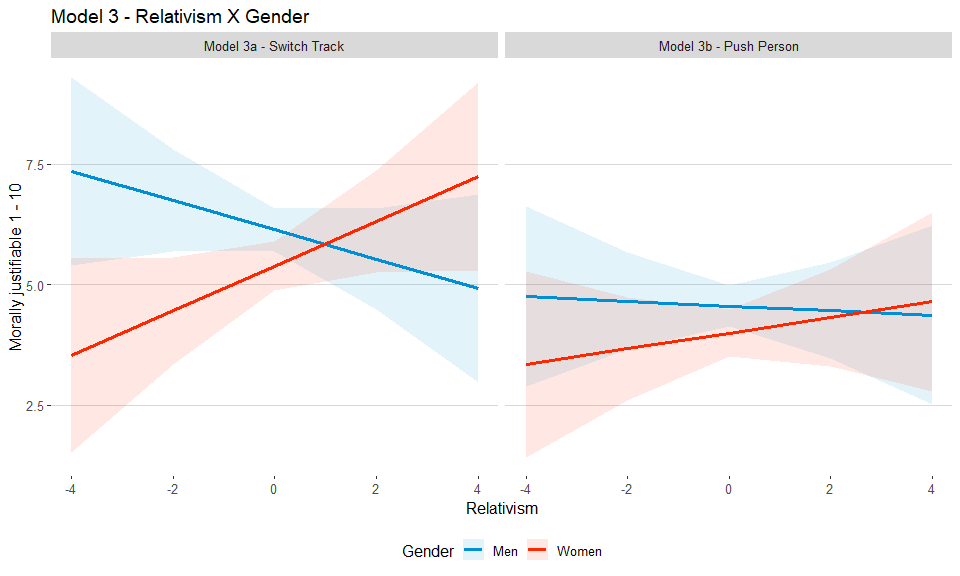 Model 3 - Relativism X Gender
Model 3a - Switch Track
Model 3b - Push Person
Morally justifiable 1 - 10
7.5
5.0
2.5
-4 -2 0 2 4
-4 -2 0 2 4
Relativism
Gender Men Women